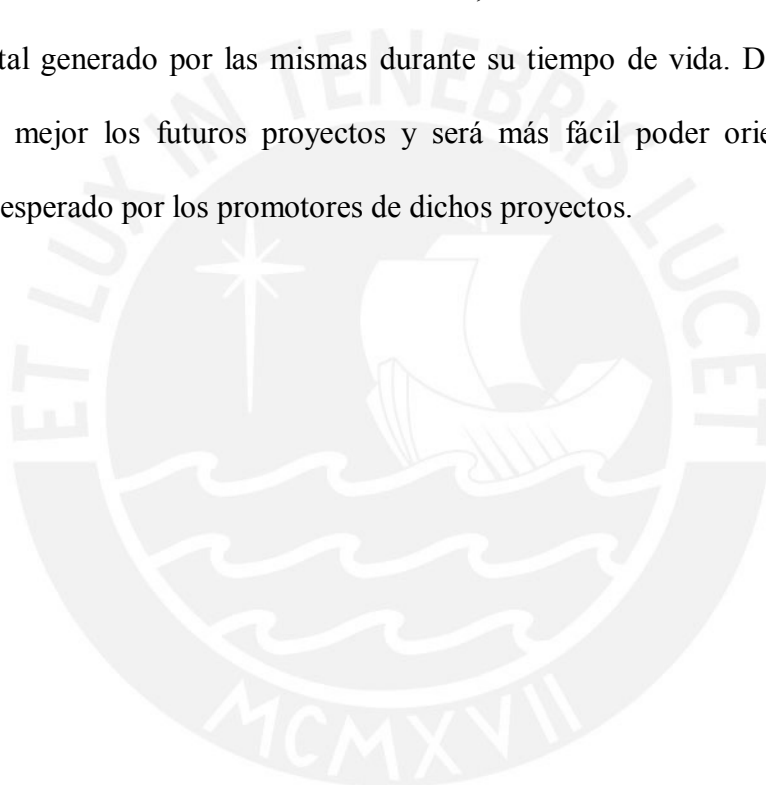 tal generado por las mismas durante su tiempo de vida. D
mejor los futuros proyectos y será más fácil poder orie
esperado por los promotores de dichos proyectos.
ET LUX IN TENEBRIS LUCET
MCMXVII